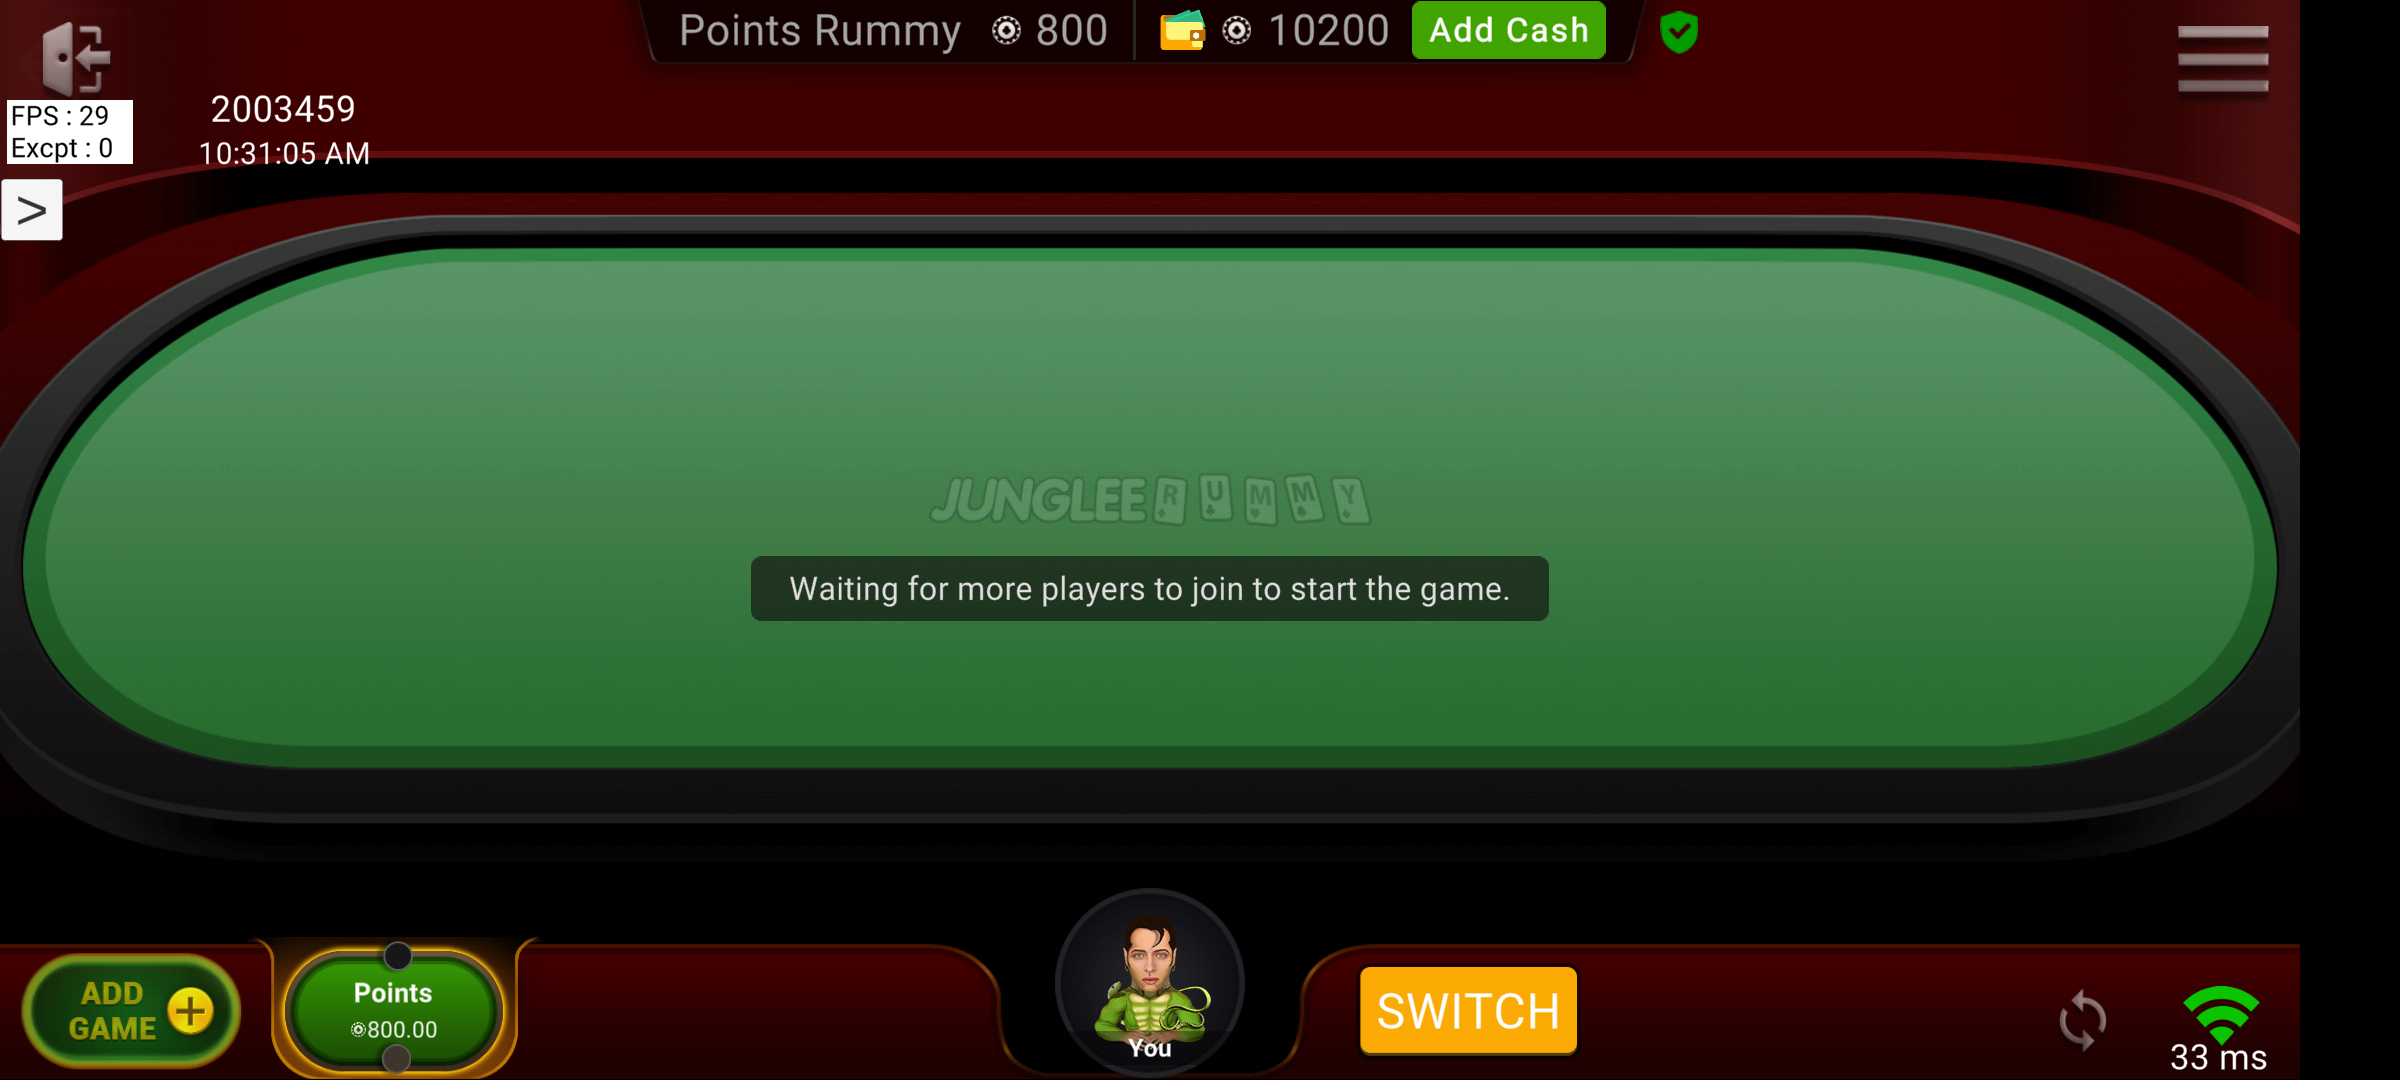 Points Rummy 800 10200 Add Cash
FPS : 29
Excpt : 0
2003459
10:31:05 AM
>
JUNGLEE RUMMY
Waiting for more players to join to start the game.
ADD
GAME
Points
800.00
You
SWITCH
33 ms